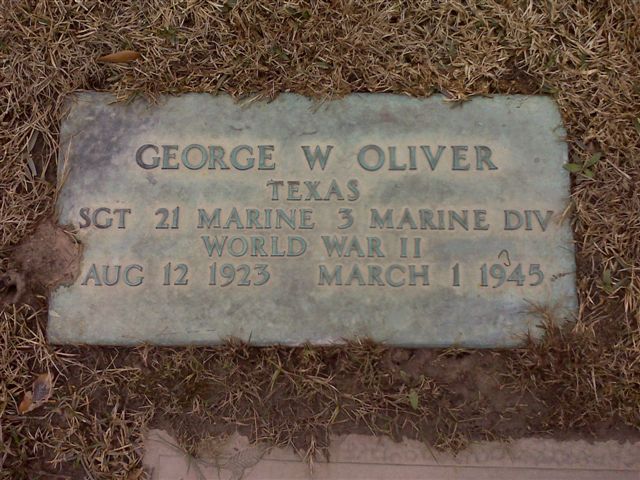 GEORGE W OLIVER
TEXAS
SGT 21 MARINE 3 MARINE DIV
WORLD WAR II
AUG 12 1923 MARCH 1 1945